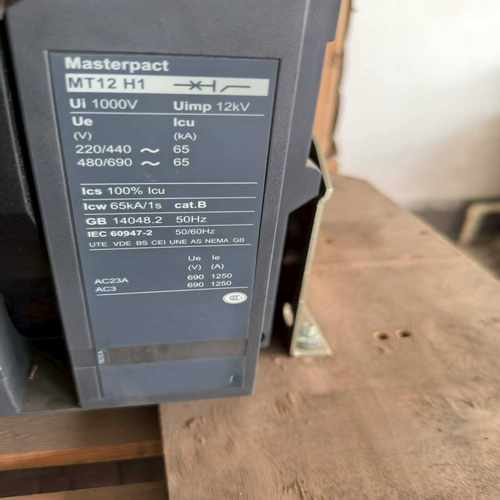 Masterpact
MT12 H1
Ui 1000V Uimp 12kV
Ue Icu
(V) (kA)
220/440 ~ 65
480/690 ~ 65
Ics 100% Icu
Icw 65kA/1s cat.B
GB 14048.2 50Hz
IEC 60947-2 50/60Hz
UTE VDE BS CEI UNE AS NEMA GB
Ue Ie
(V) (A)
AC23A 690 1250
AC3 690 1250